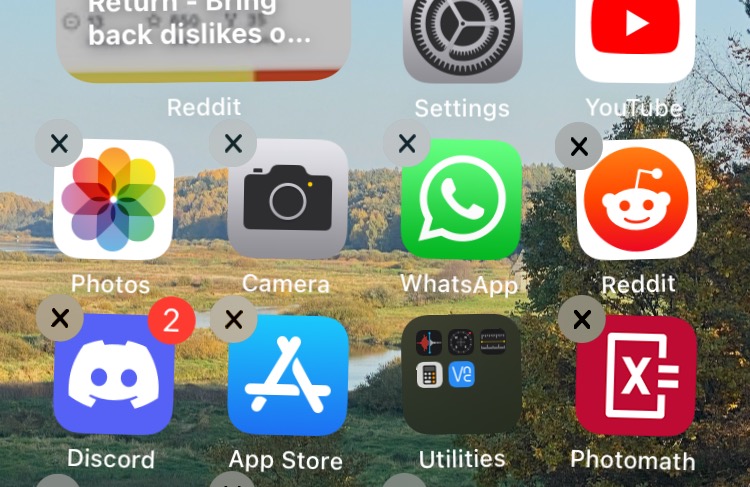 Return - Bring
back dislikes o...
Reddit
Settings
YouTube
Photos
Camera
WhatsApp
Reddit
2
Discord
App Store
Utilities
Photomath